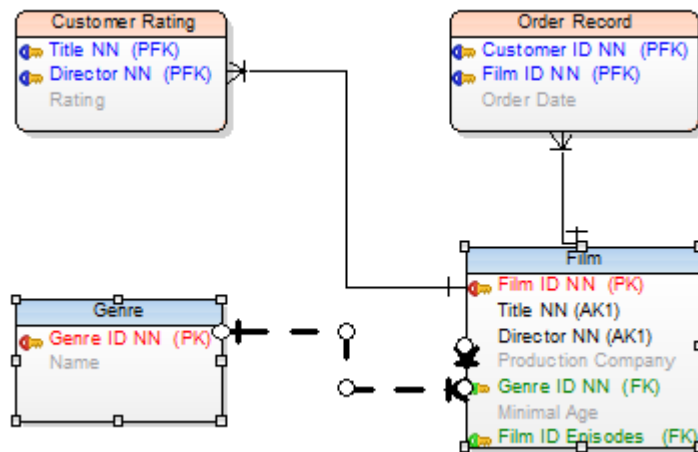 Customer Rating
Title NN (PFK)
Director NN (PFK)
Rating
Order Record
Customer ID NN (PFK)
Film ID NN (PFK)
Order Date
Genre
Genre ID NN (PK)
Name
Film
Film ID NN (PK)
Title NN (AK1)
Director NN (AK1)
Production Company
Genre ID NN (FK)
Minimal Age
Film ID Episodes (FK)